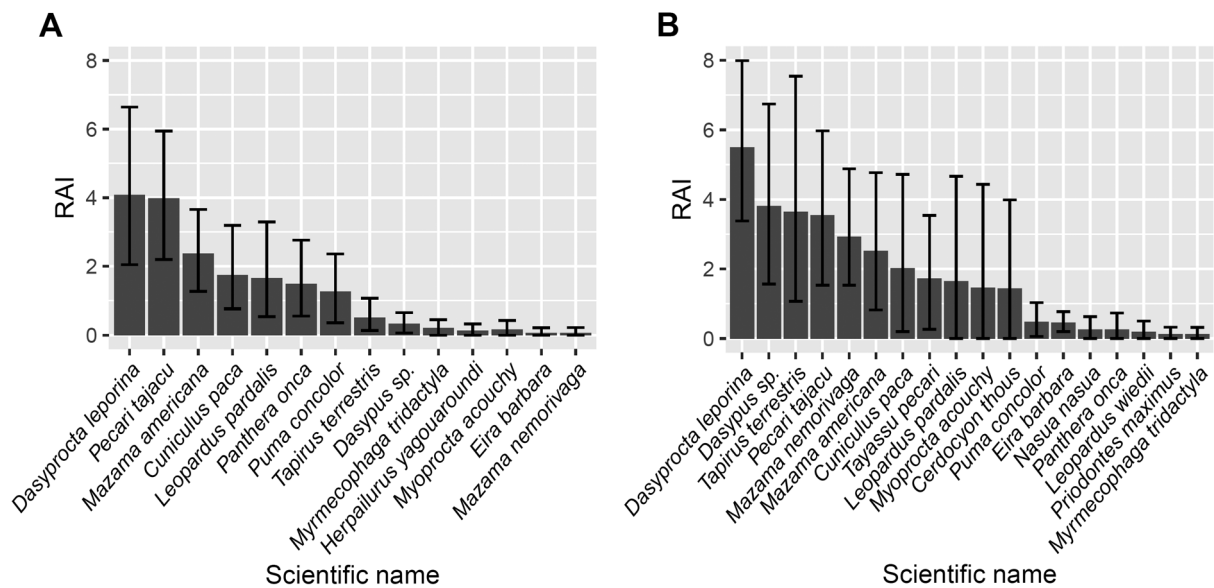 A
8
6
4
2
0
RAI
Dasyprocta leporina
Pecari tajacu
Mazama americana
Cuniculus paca
Leopardus pardalis
Panthera onca
Puma concolor
Tapirus terrestris
Dasypus sp.
Myrmecophaga tridactyla
Herpailurus yagouaroundi
Myoprocta acouchy
Eira barbara
Mazama nemorivaga
Scientific name
B
8
6
4
2
0
RAI
Dasyprocta leporina
Dasypus sp.
Tapirus terrestris
Pecari tajacu
Mazama nemorivaga
Mazama americana
Cuniculus paca
Tayassu pecari
Leopardus pardalis
Myoprocta acouchy
Cerdocyon thous
Puma concolor
Eira barbara
Nasua nasua
Panthera onca
Leopardus wiedii
Priodontes maximus
Myrmecophaga tridactyla
Scientific name